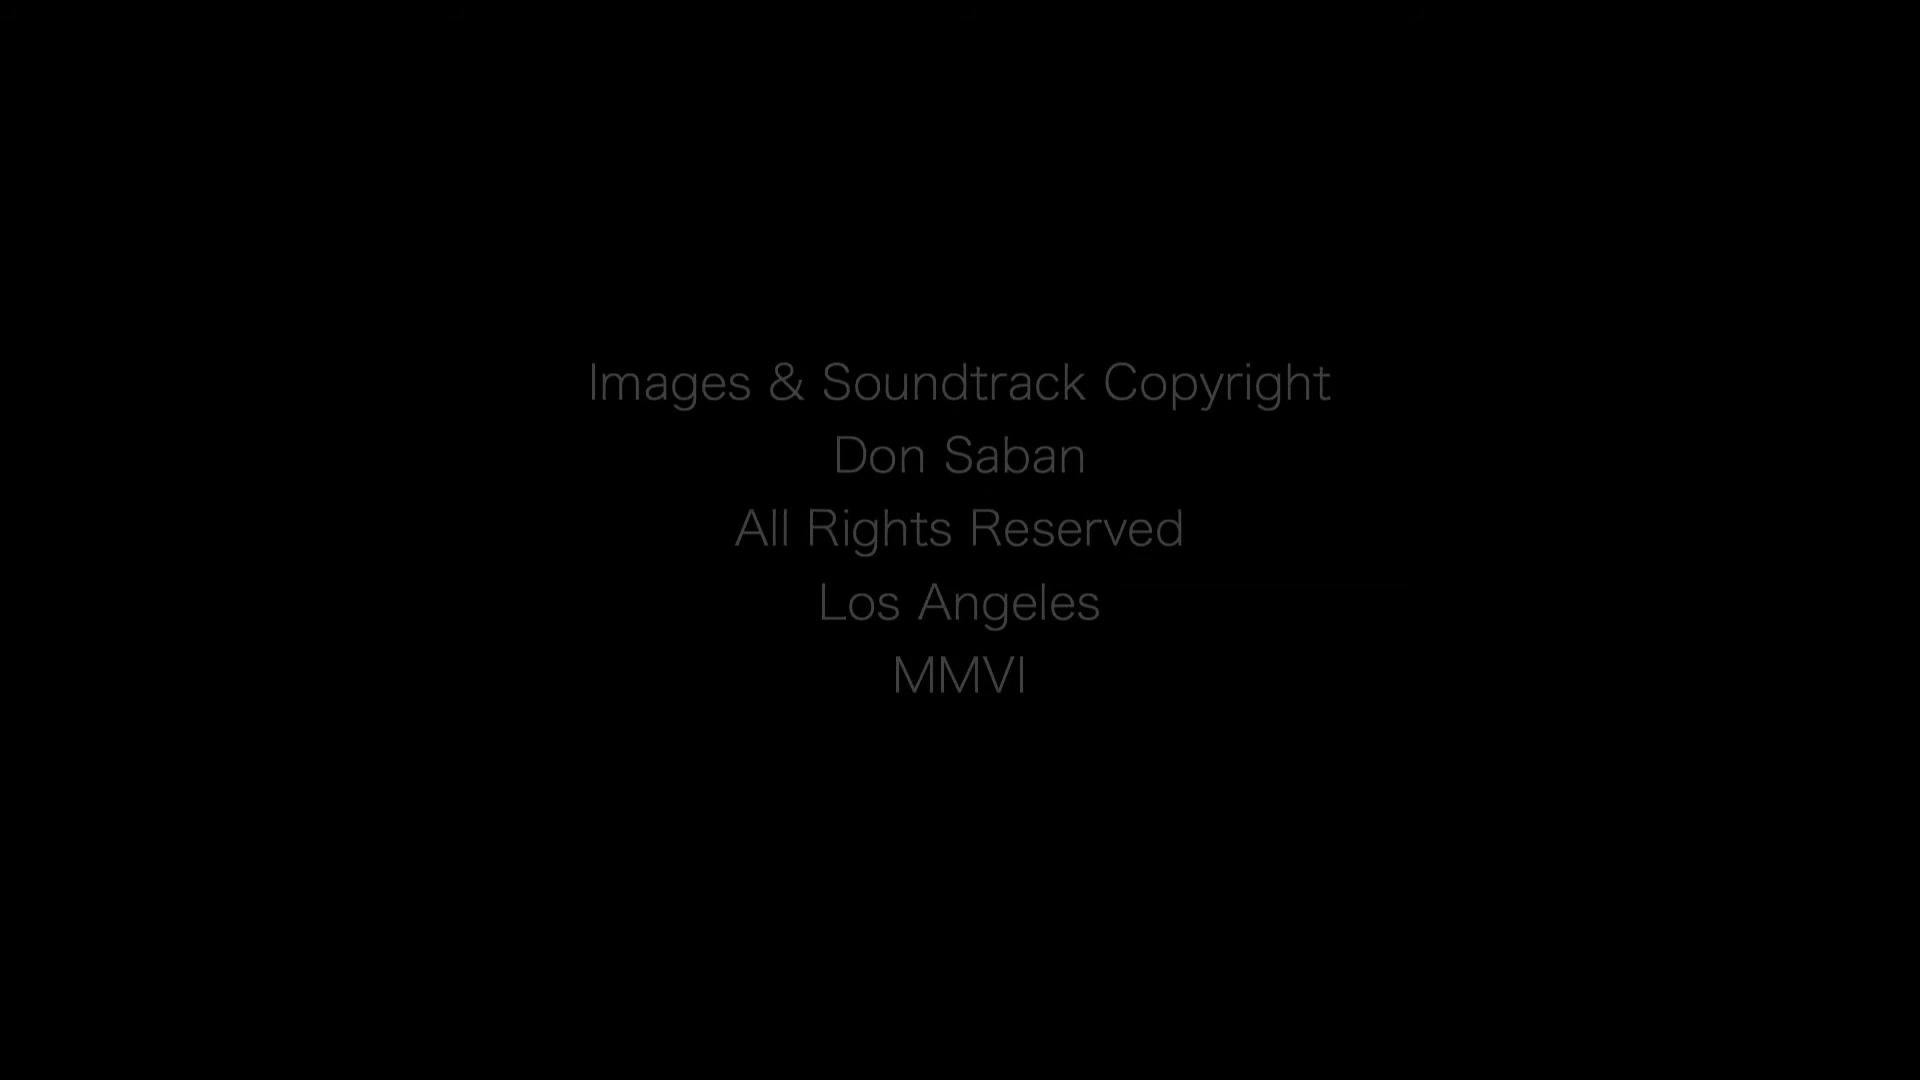 Images & Soundtrack Copyright
Don Saban
All Rights Reserved
Los Angeles
MMVI